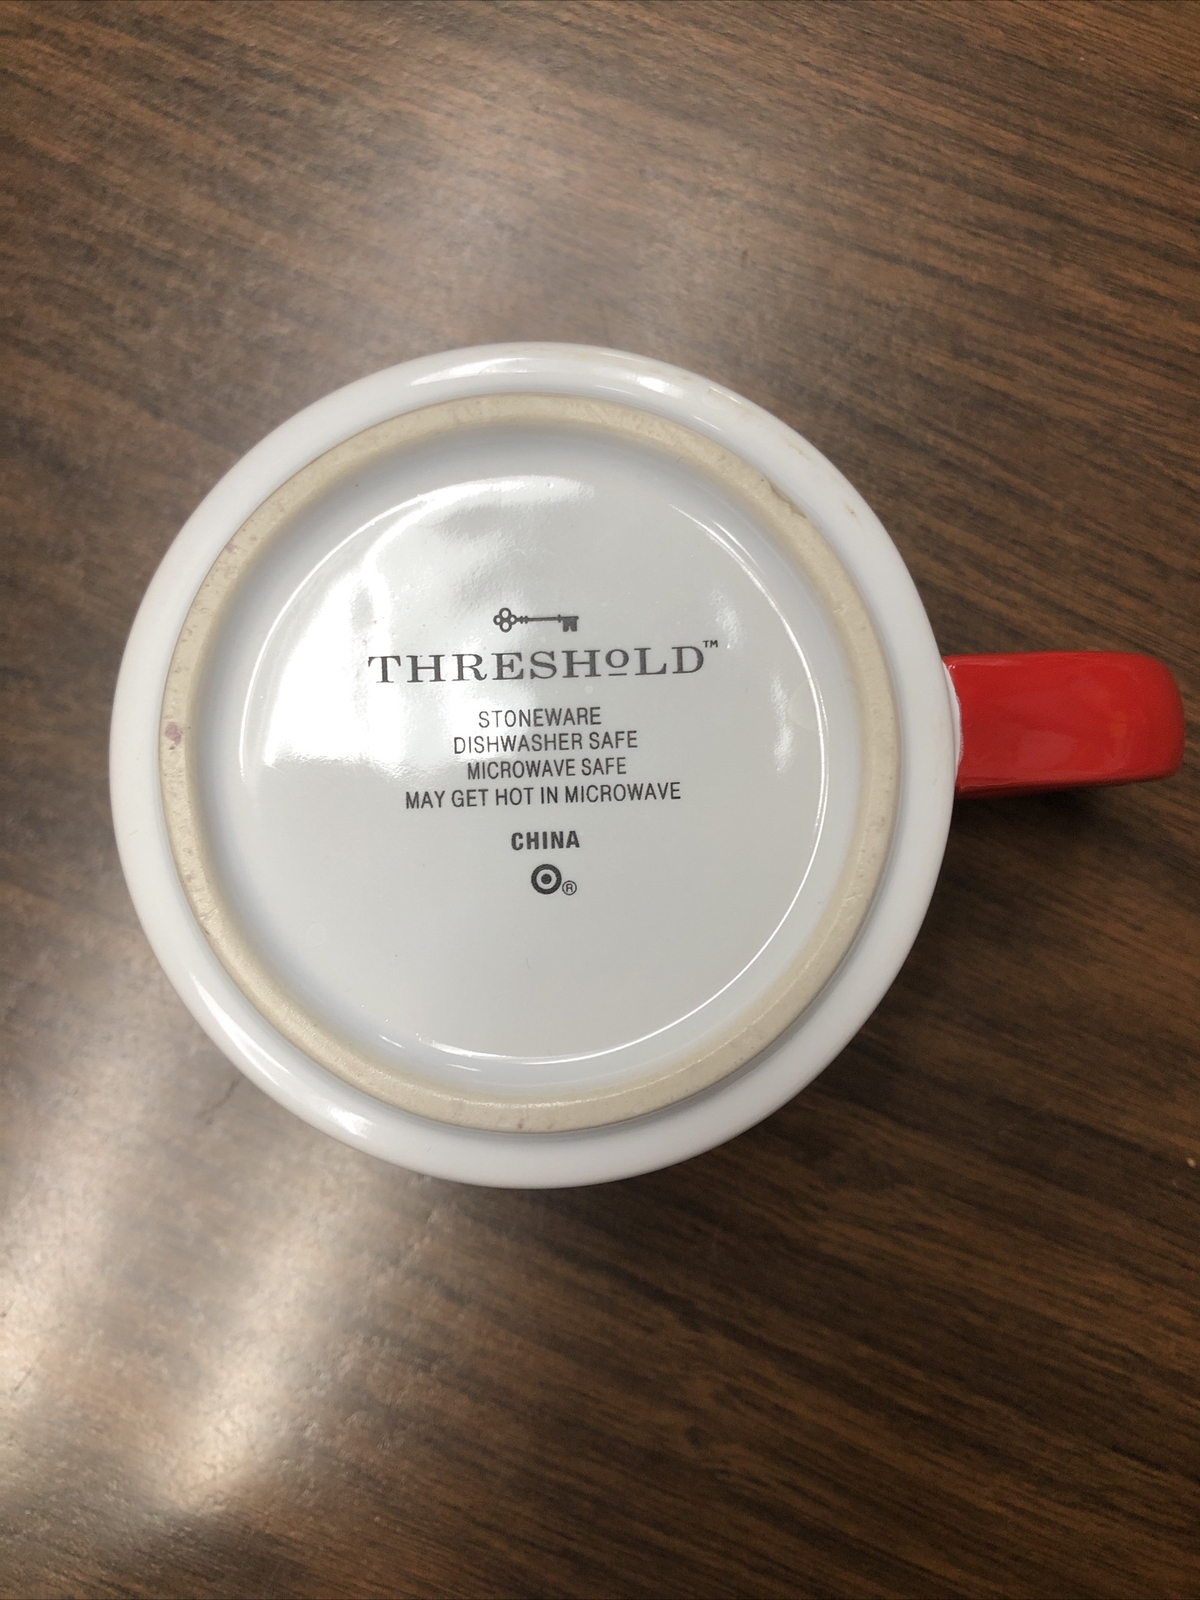 THRESHOLD™
STONEWARE
DISHWASHER SAFE
MICROWAVE SAFE
MAY GET HOT IN MICROWAVE
CHINA
®